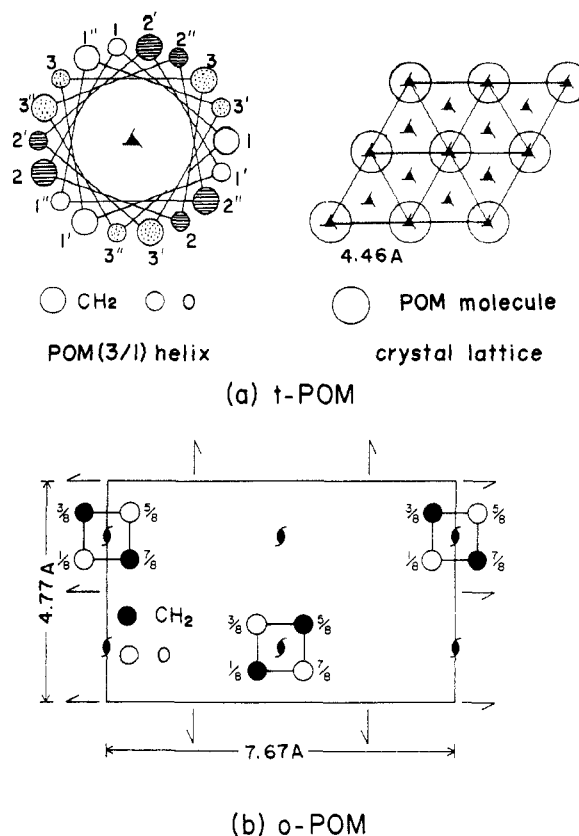 1'' 1 2' 2''
3 3
3'' 3'
2' 1
2 1'
1'' 2''
1' 2
3'' 3'
4.46A
CH2 O POM molecule
POM(3/1) helix crystal lattice
(a) t-POM
3/8 5/8 3/8 5/8
1/8 7/8 1/8 7/8
4.77A
CH2
O
3/8 5/8
1/8 7/8
7.67A
(b) o-POM